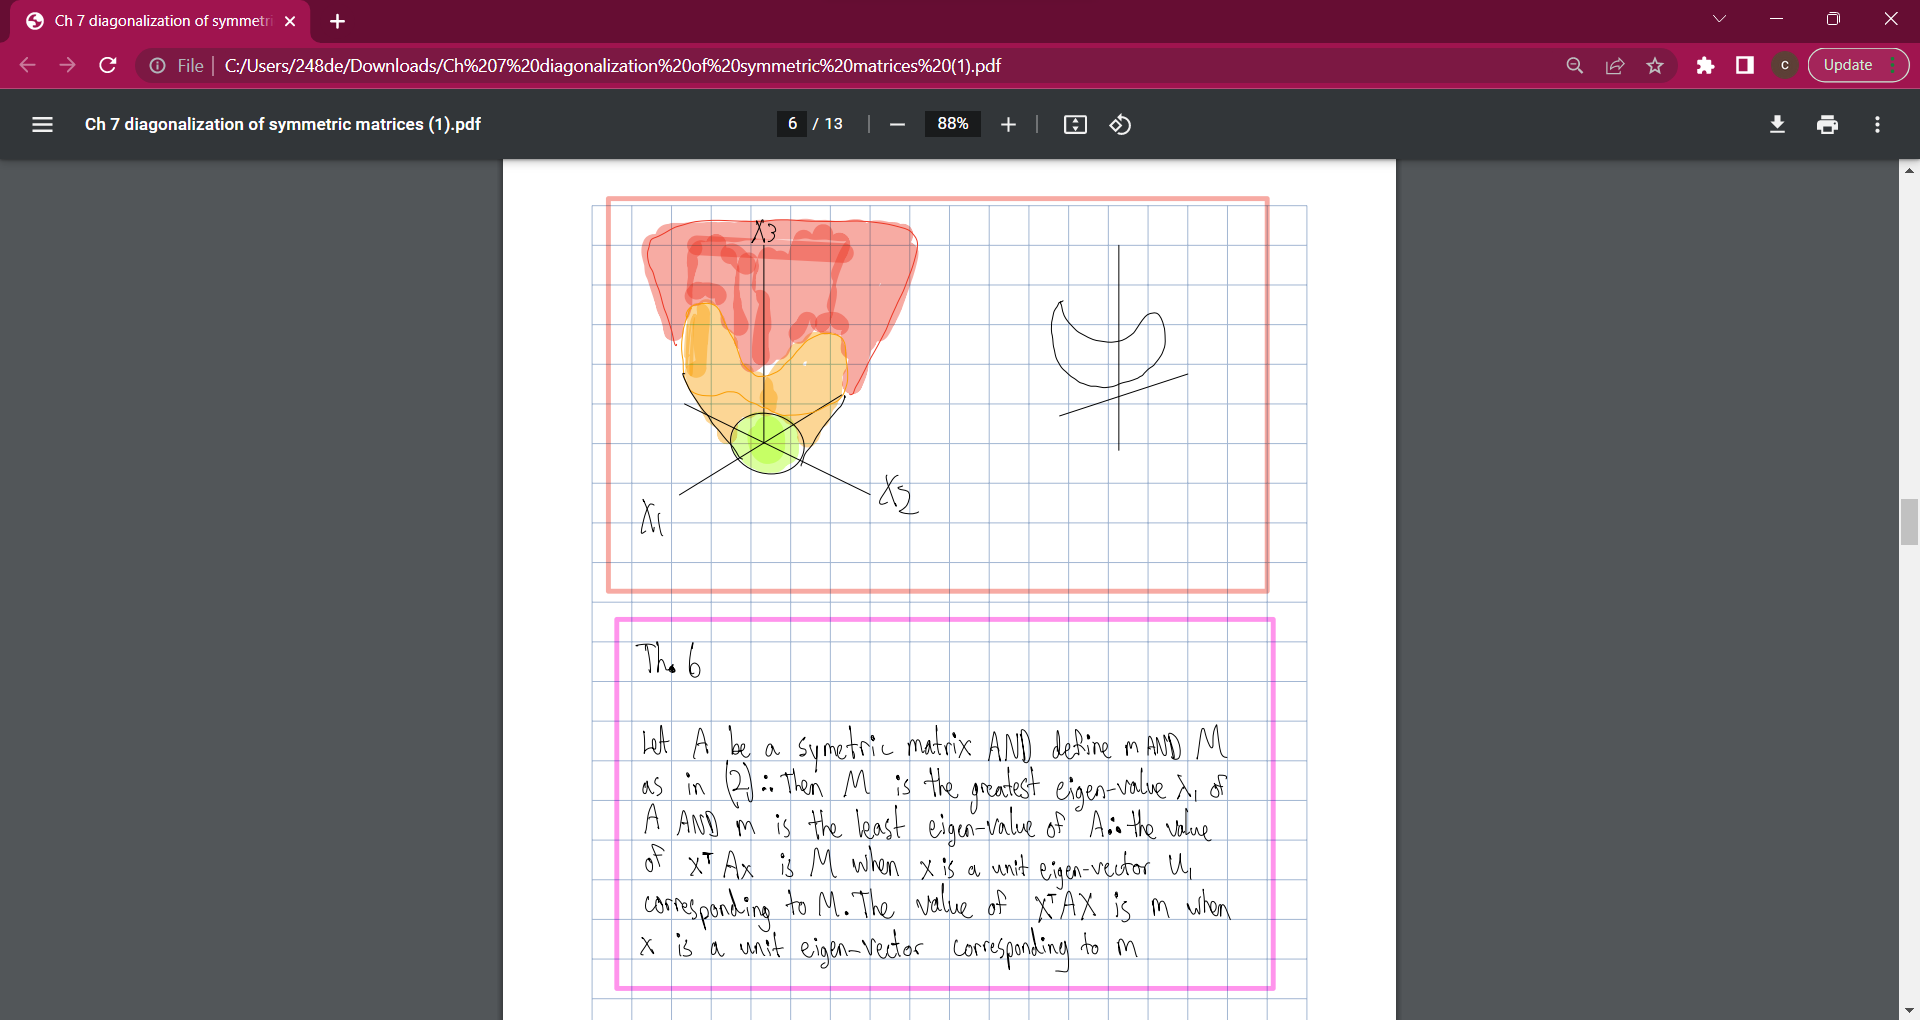 Ch 7 diagonalization of symmetri
File
C:/Users/248de/Downloads/Ch%207%20diagonalization%20of%20symmetric%20matrices%20(1).pdf
C
Update
Ch 7 diagonalization of symmetric matrices (1).pdf
6 / 13
88%
X3
X1
X2
Th. 6
Let A be a symetric matrix AND define m AND M
as in (2) ∴ Then M is the greatest eigen-value λ₁ of
A AND m is the least eigen-value of A ∴ the value
of xᵀAx is M when x is a unit eigen-vector U₁
corresponding to M. The value of XᵀAX is m when
x is a unit eigen-vector corresponding to m